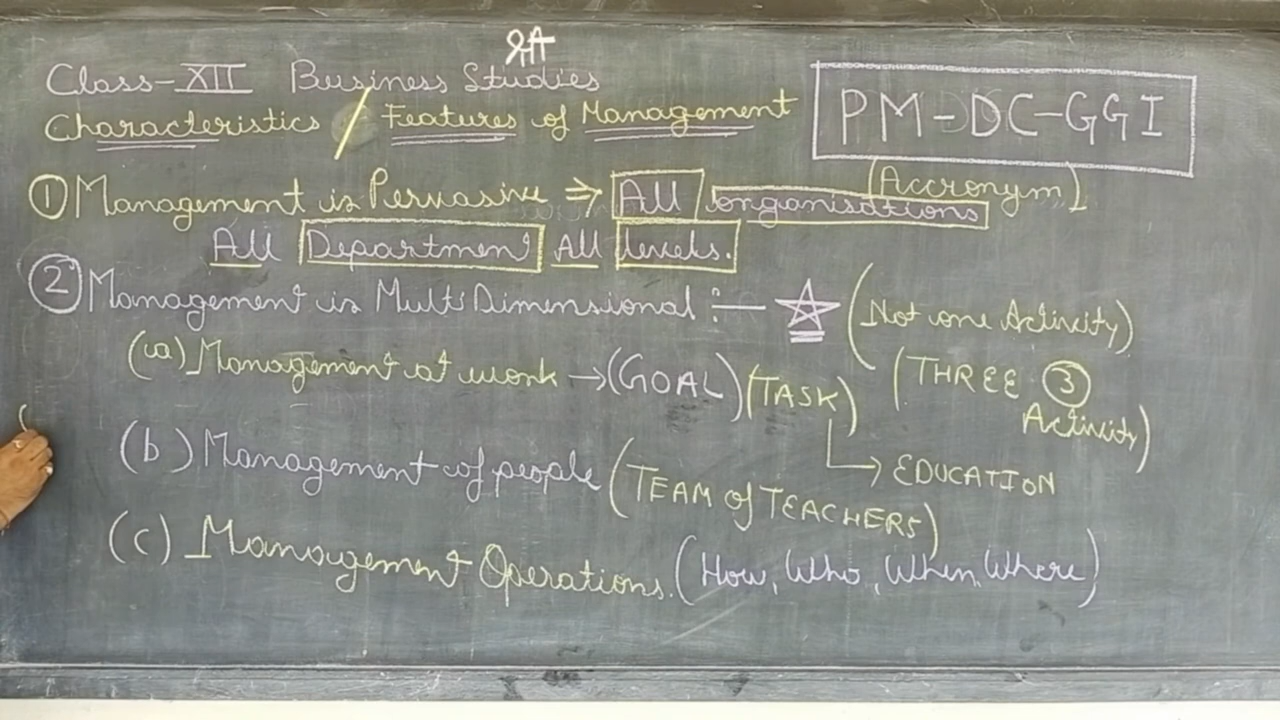 Class-XII Business Studies
Characteristics / Features of Management
PM-DC-GGI
(Accronym)
① Management is Pervasive ⇒ All organisations
All Department All levels.
② Management is Multi Dimensional :— (Not one Activity)
(THREE ③ Activity)
(a) Management of work → (GOAL) (TASK)
→ EDUCATION
(b) Management of people (TEAM of TEACHERS)
(c) Management Operations. (How, Who, When, Where)